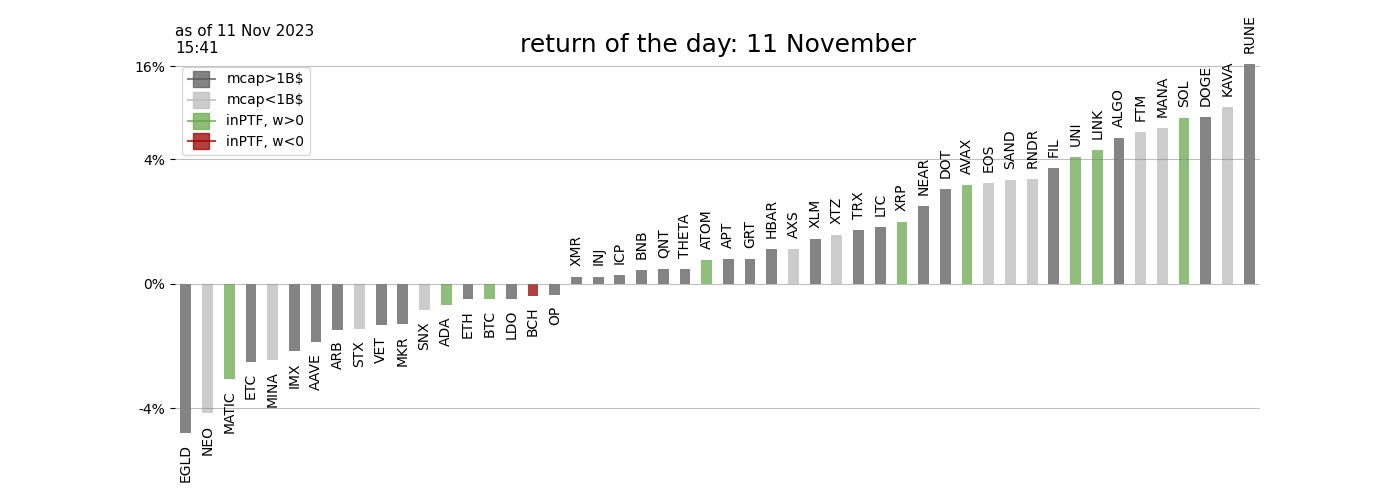 as of 11 Nov 2023
15:41
return of the day: 11 November
16%
4%
0%
-4%
mcap>1B$
mcap<1B$
inPTF, w>0
inPTF, w<0
EGLD
NEO
MATIC
ETC
MINA
IMX
AAVE
ARB
STX
VET
MKR
SNX
ADA
ETH
BTC
LDO
BCH
OP
XMR
INJ
ICP
BNB
QNT
THETA
ATOM
APT
GRT
HBAR
AXS
XLM
XTZ
TRX
LTC
XRP
NEAR
DOT
AVAX
EOS
SAND
RNDR
FIL
UNI
LINK
ALGO
FTM
MANA
SOL
DOGE
KAVA
RUNE